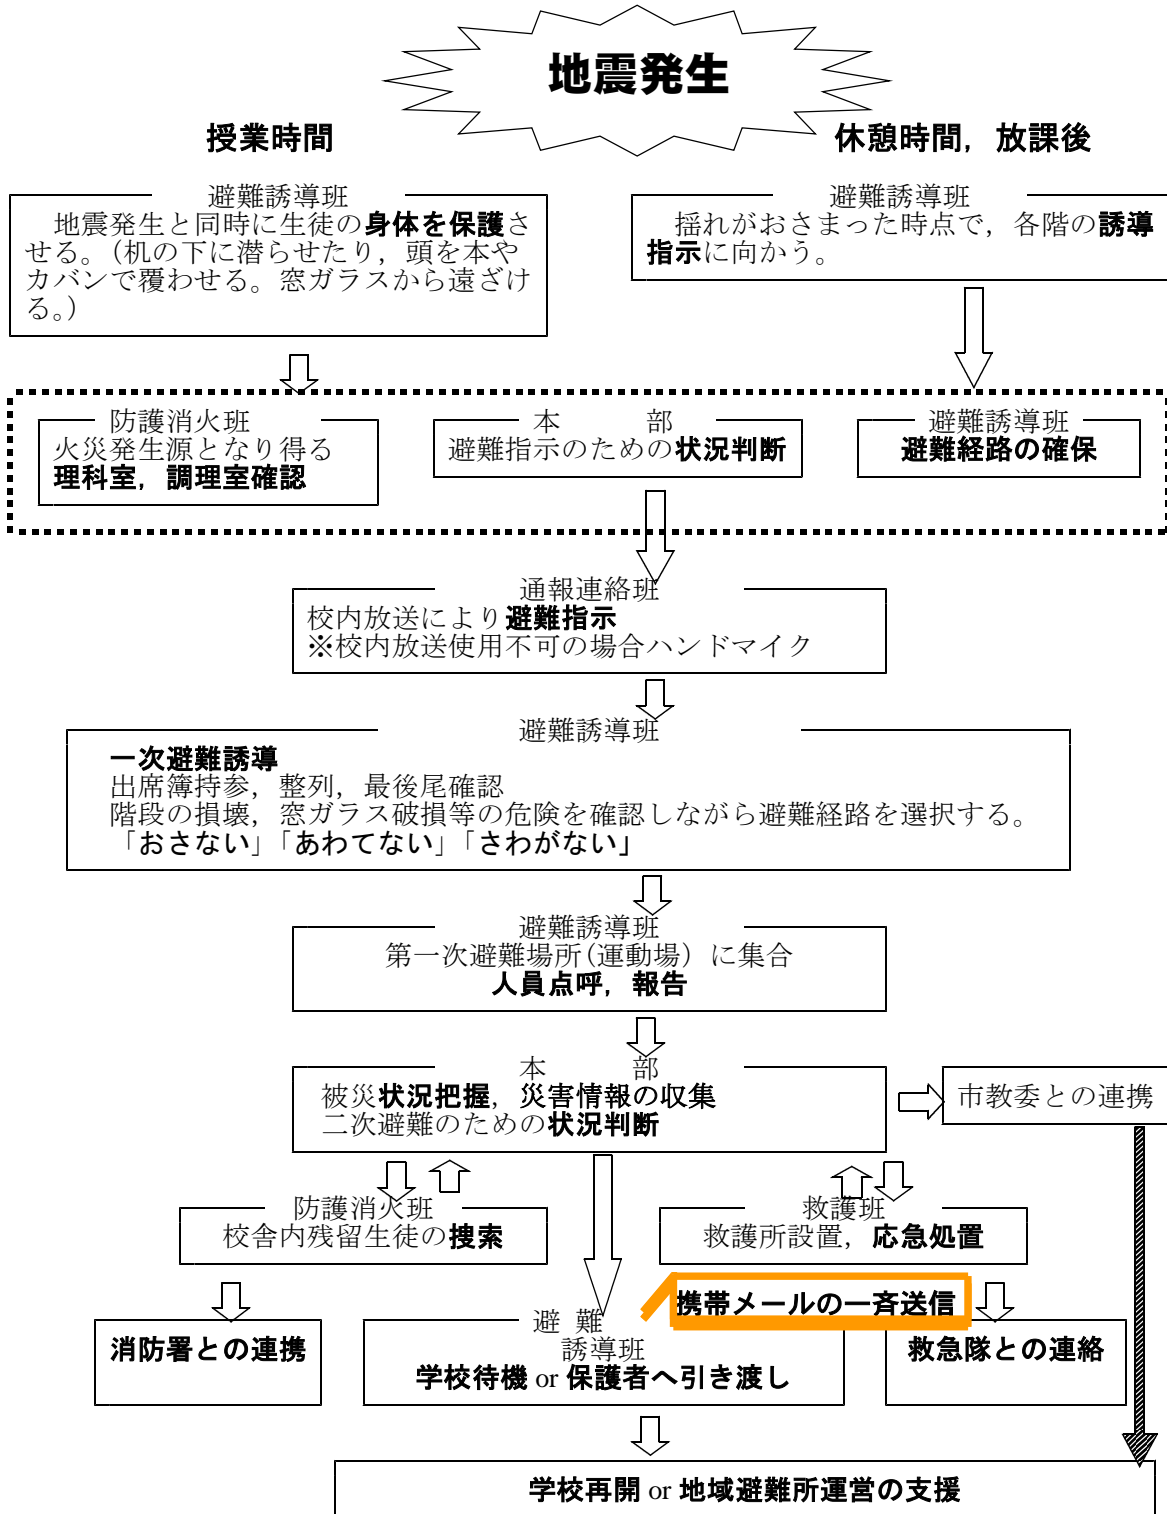 地震発生
授業時間
休憩時間，放課後
避難誘導班
地震発生と同時に生徒の身体を保護さ
せる。（机の下に潜らせたり，頭を本や
カバンで覆わせる。窓ガラスから遠ざけ
る。）
避難誘導班
揺れがおさまった時点で，各階の誘導
指示に向かう。
防護消火班
火災発生源となり得る
理科室，調理室確認
本　部
避難指示のための状況判断
避難誘導班
避難経路の確保
通報連絡班
校内放送により避難指示
※校内放送使用不可の場合ハンドマイク
避難誘導班
一次避難誘導
出席簿持参，整列，最後尾確認
階段の損壊，窓ガラス破損等の危険を確認しながら避難経路を選択する。
「おさない」「あわてない」「さわがない」
避難誘導班
第一次避難場所（運動場）に集合
人員点呼，報告
本　部
被災状況把握，災害情報の収集
二次避難のための状況判断
市教委との連携
防護消火班
校舎内残留生徒の捜索
救護班
救護所設置，応急処置
携帯メールの一斉送信
消防署との連携
避 難
誘導班
学校待機 or 保護者へ引き渡し
救急隊との連絡
学校再開 or 地域避難所運営の支援